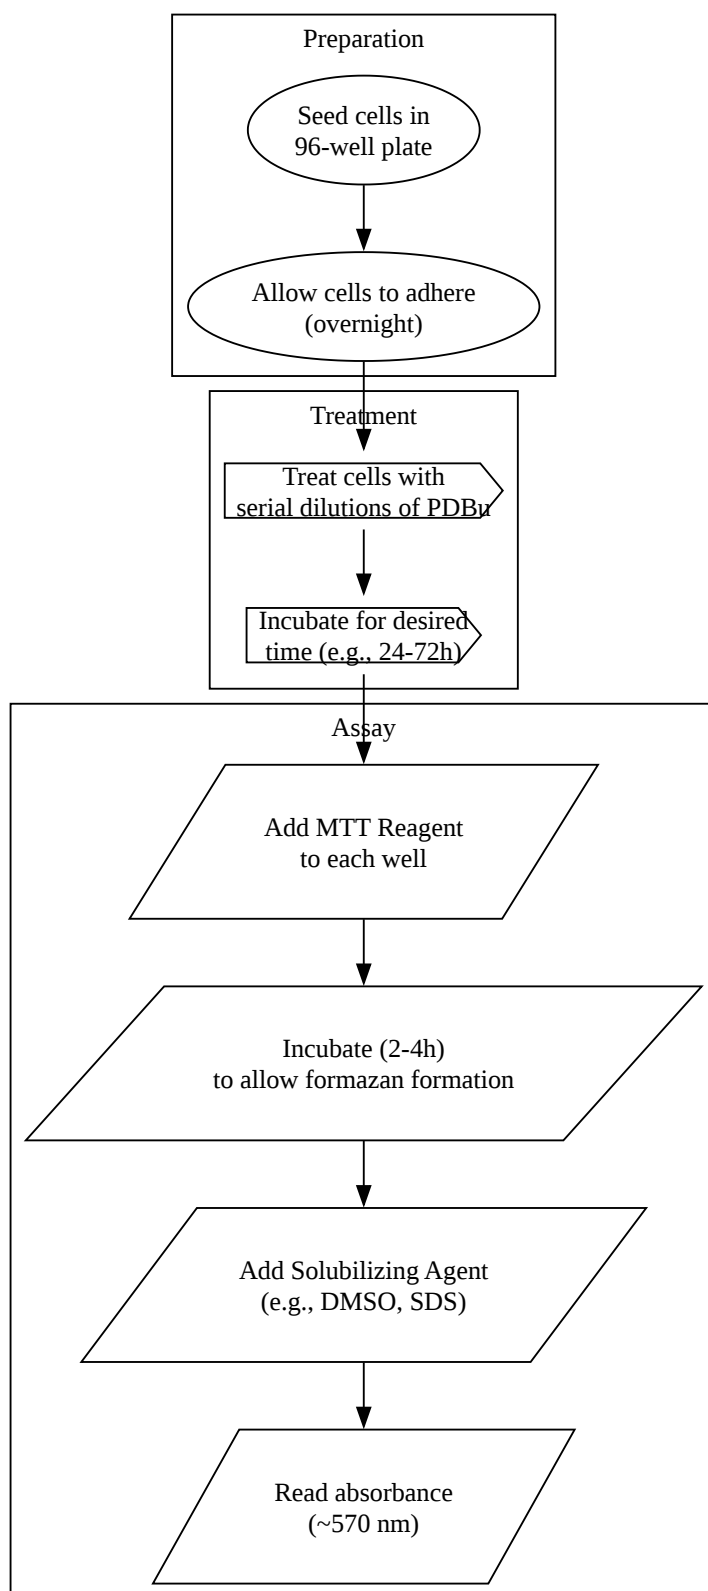 Preparation
Seed cells in
96-well plate
Allow cells to adhere
(overnight)
Treatment
Treat cells with
serial dilutions of PDBu
Incubate for desired
time (e.g., 24-72h)
Assay
Add MTT Reagent
to each well
Incubate (2-4h)
to allow formazan formation
Add Solubilizing Agent
(e.g., DMSO, SDS)
Read absorbance
(~570 nm)